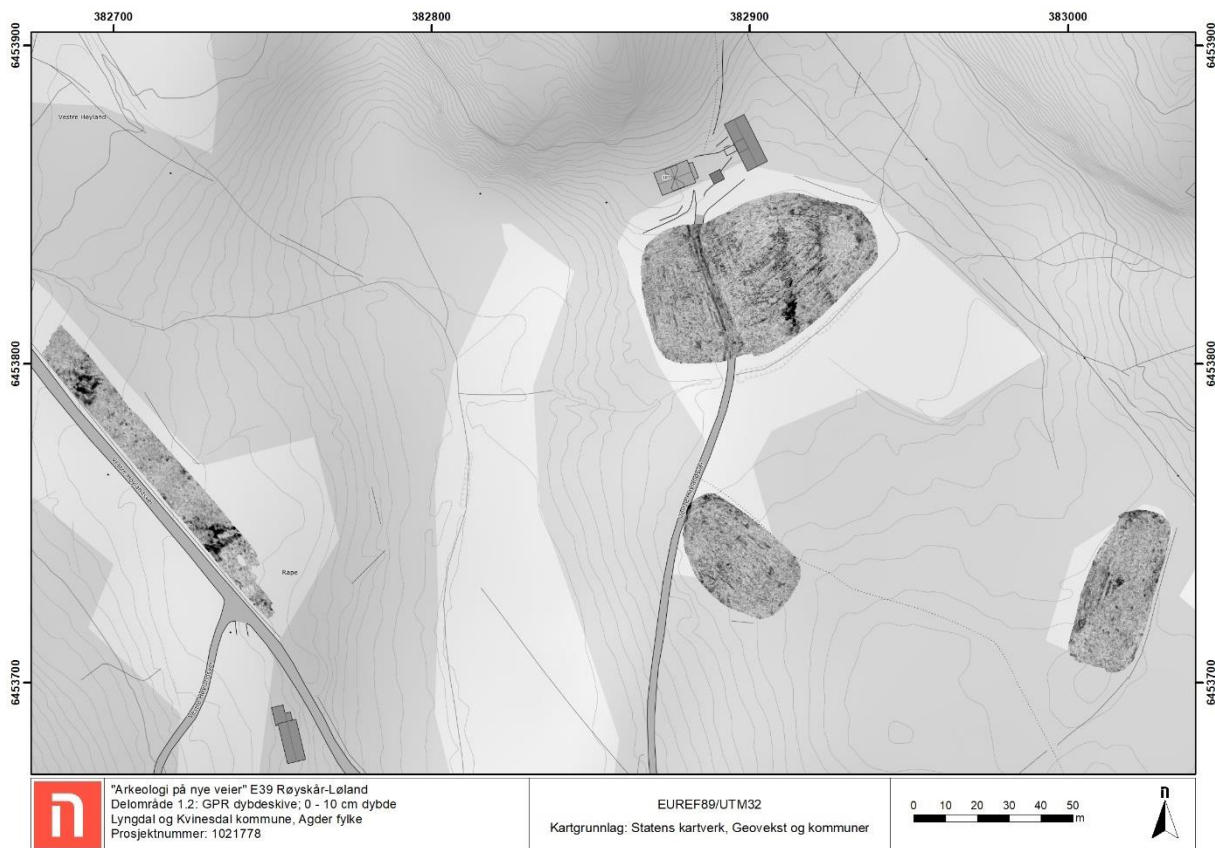 382700 382800 382900 383000
6453900 6453900
Vestre Høyland
6453800 6453800
Vestre Høylandsvei
Rape
6453700 6453700
n
"Arkeologi på nye veier" E39 Røyskår-Løland
Delområde 1.2: GPR dybdeskive; 0 - 10 cm dybde
Lyngdal og Kvinesdal kommune, Agder fylke
Prosjektnummer: 1021778
EUREF89/UTM32
Kartgrunnlag: Statens kartverk, Geovekst og kommuner
0 10 20 30 40 50
m
n